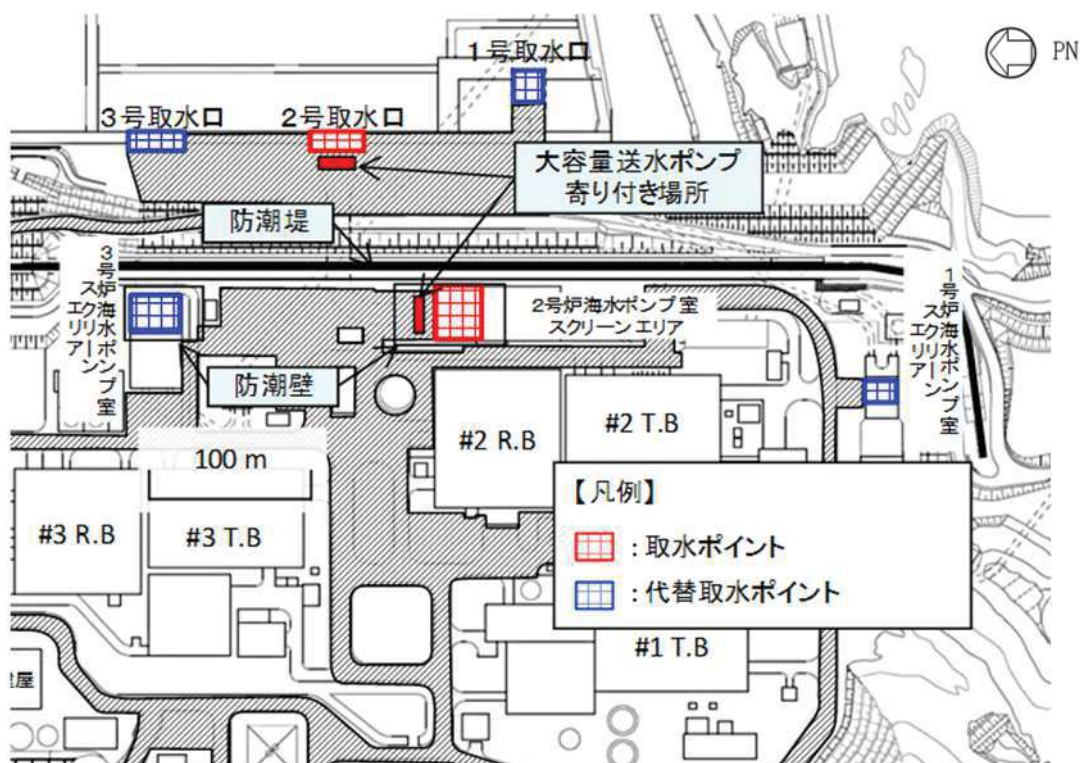 1号取水口
PN
3号取水口
2号取水口
大容量送水ポンプ
寄り付き場所
防潮堤
3号炉海水ポンプ室
スクリーン
エリア
2号炉海水ポンプ室
スクリーンエリア
1号炉海水ポンプ室
スクリーン
エリア
防潮壁
#2 R.B
#2 T.B
100 m
#3 R.B
#3 T.B
【凡例】
：取水ポイント
：代替取水ポイント
#1 T.B
屋